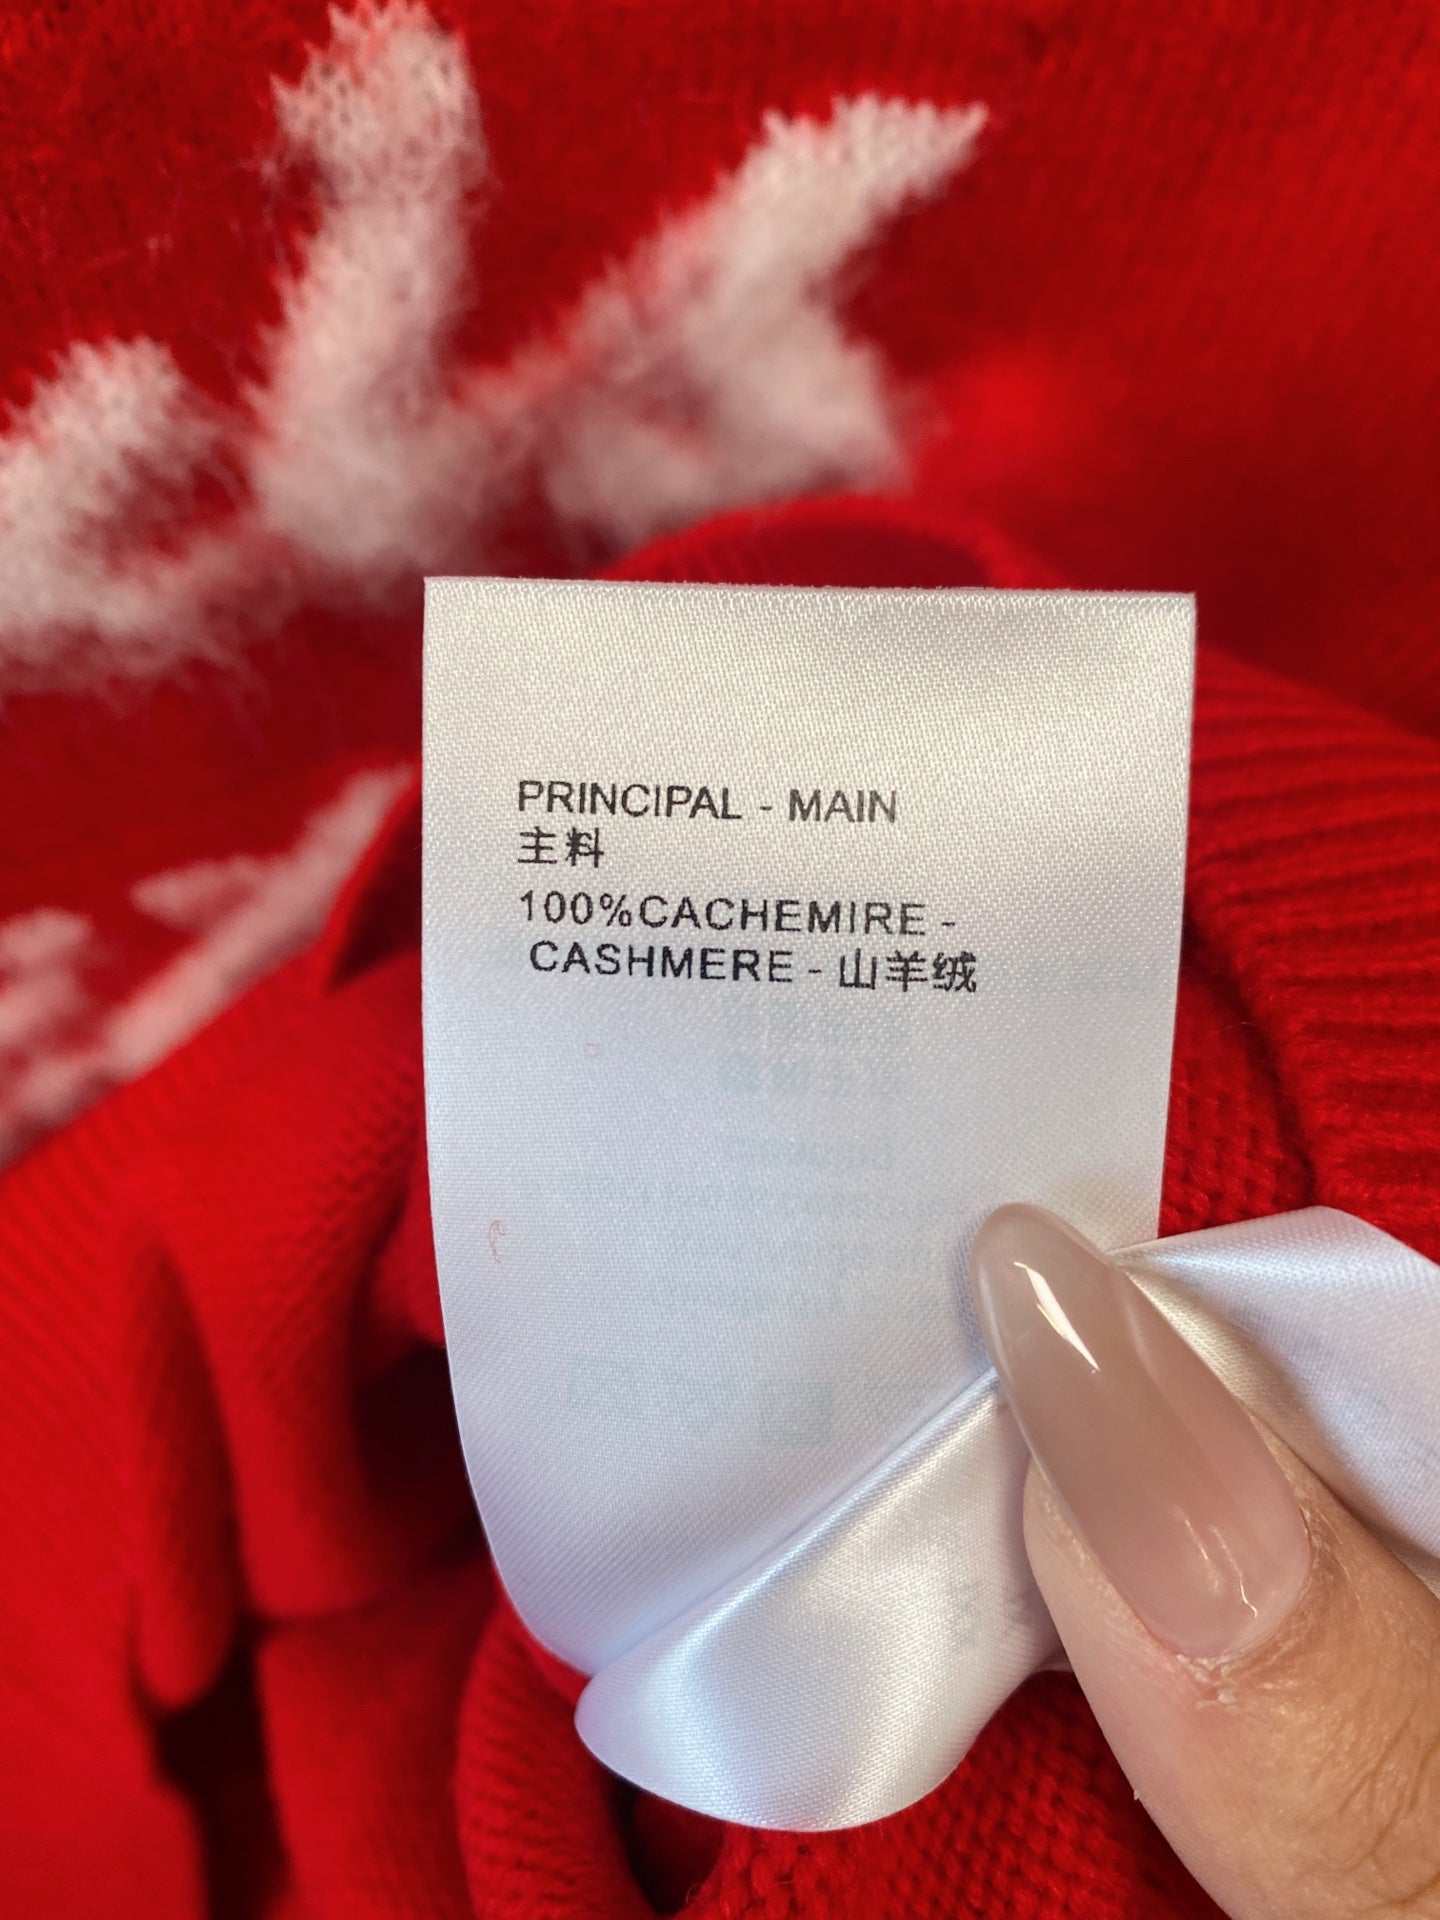 PRINCIPAL - MAIN
主料
100%CACHEMIRE -
CASHMERE - 山羊绒